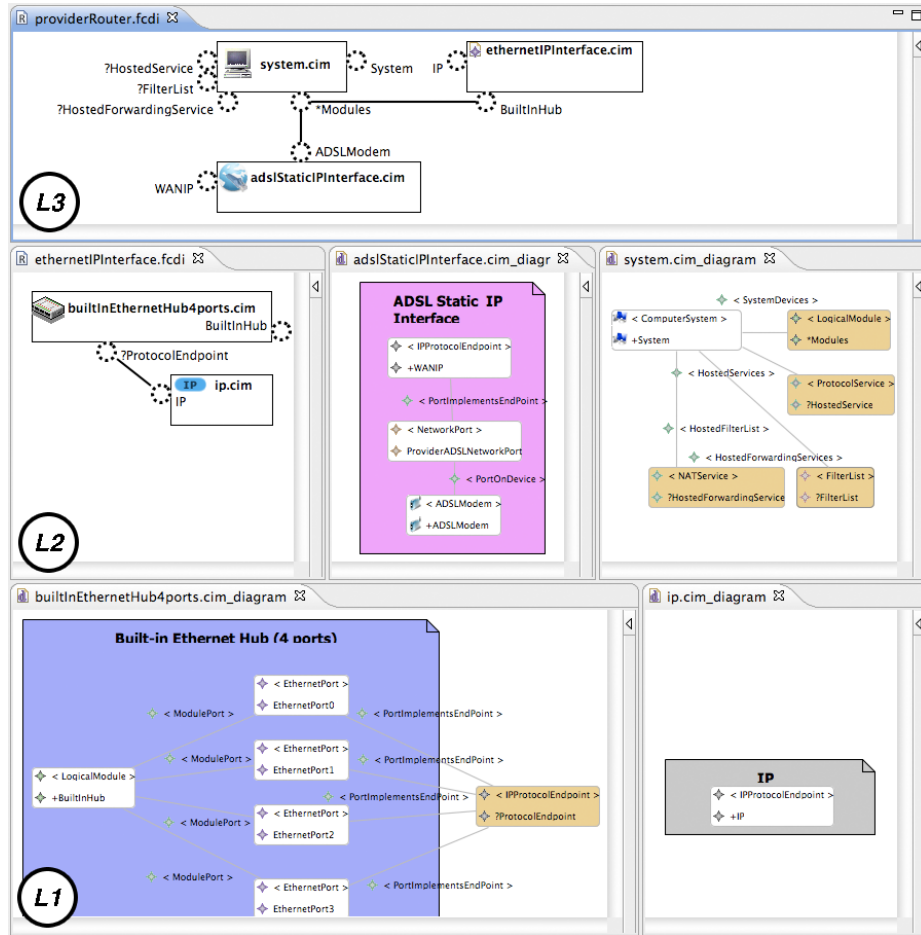 providerRouter.fcdi
ethernetIPInterface.cim
?HostedService
system.cim
System
IP
?FilterList
?HostedForwardingService
*Modules
BuiltInHub
ADSLModem
WANIP
adslStaticIPInterface.cim
L3
ethernetIPInterface.fcdi
adslStaticIPInterface.cim_diagr
system.cim_diagram
builtInEthernetHub4ports.cim
BuiltInHub
?ProtocolEndpoint
IP
ip.cim
IP
L2
ADSL Static IP
Interface
< IPProtocolEndpoint >
+WANIP
< PortImplementsEndPoint >
< NetworkPort >
ProviderADSLNetworkPort
< PortOnDevice >
< ADSLModem >
+ADSLModem
< SystemDevices >
< ComputerSystem >
+System
< LogicalModule >
*Modules
< HostedServices >
< ProtocolService >
?HostedService
< HostedFilterList >
< HostedForwardingServices >
< NATService >
?HostedForwardingService
< FilterList >
?FilterList
builtInEthernetHub4ports.cim_diagram
ip.cim_diagram
Built-in Ethernet Hub (4 ports)
< EthernetPort >
EthernetPort0
< ModulePort >
< PortImplementsEndPoint >
< EthernetPort >
EthernetPort1
< ModulePort >
< PortImplementsEndPoint >
< LogicalModule >
+BuiltInHub
< PortImplementsEndPoint >
< IPProtocolEndpoint >
?ProtocolEndpoint
< ModulePort >
< EthernetPort >
EthernetPort2
< ModulePort >
< PortImplementsEndPoint >
< EthernetPort >
EthernetPort3
L1
IP
< IPProtocolEndpoint >
+IP